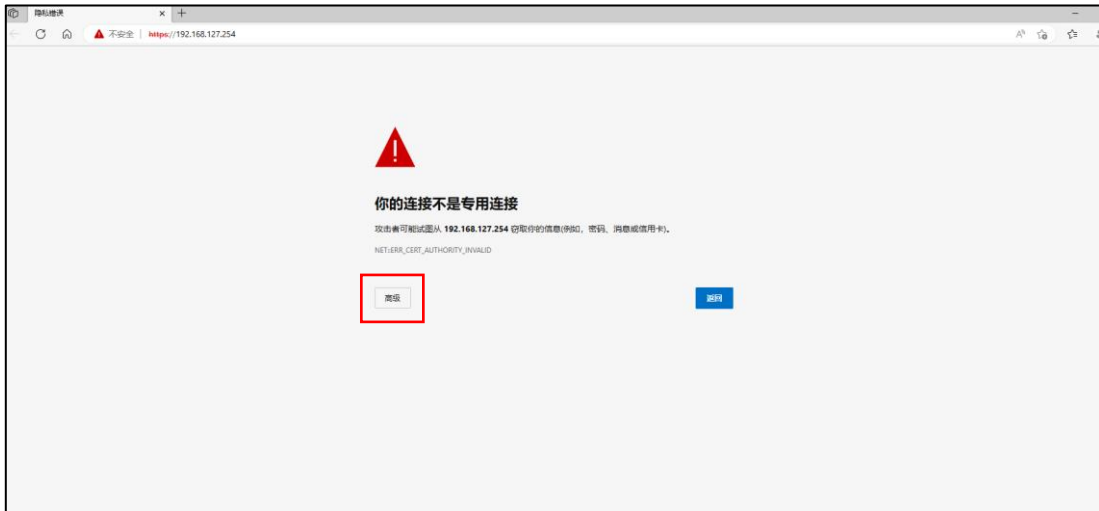 隐私错误
不安全 | https://192.168.127.254
你的连接不是专用连接
攻击者可能试图从 192.168.127.254 窃取你的信息(例如，密码、消息或信用卡)。
NET::ERR_CERT_AUTHORITY_INVALID
高级 返回